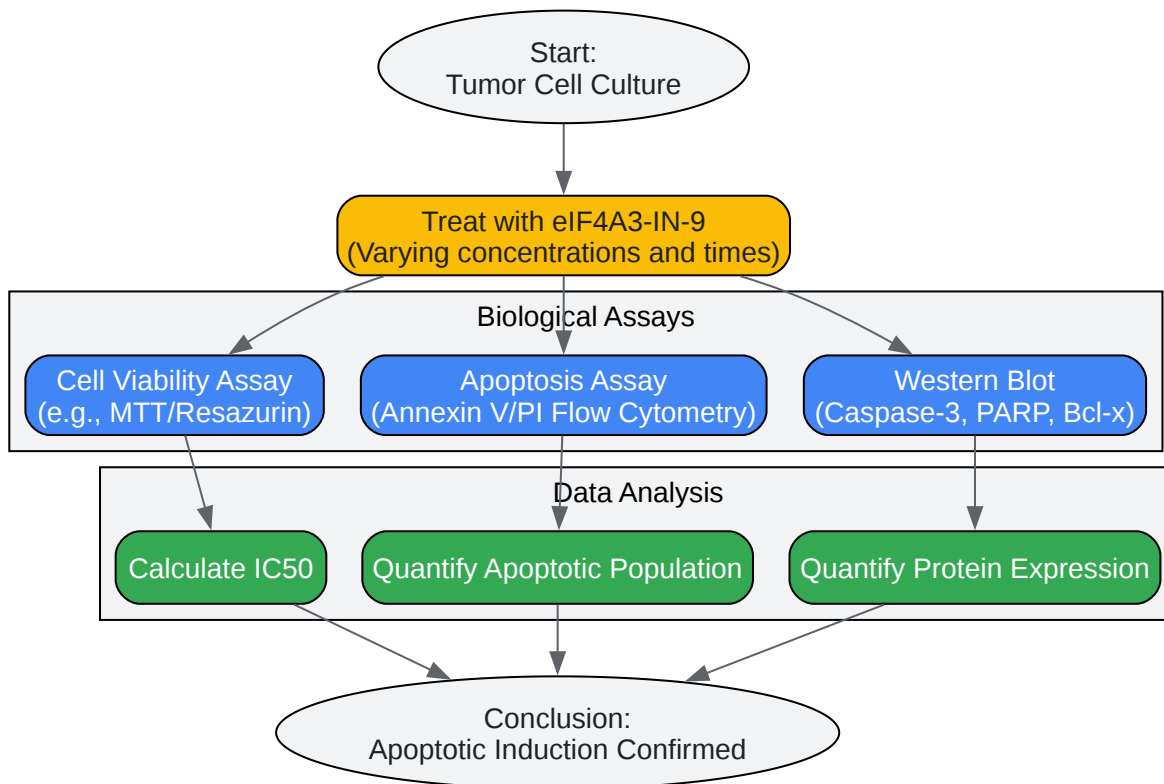 Start:
Tumor Cell Culture
Treat with eIF4A3-IN-9
(Varying concentrations and times)
Biological Assays
Cell Viability Assay
(e.g., MTT/Resazurin)
Apoptosis Assay
(Annexin V/PI Flow Cytometry)
Western Blot
(Caspase-3, PARP, Bcl-x)
Data Analysis
Calculate IC50
Quantify Apoptotic Population
Quantify Protein Expression
Conclusion:
Apoptotic Induction Confirmed